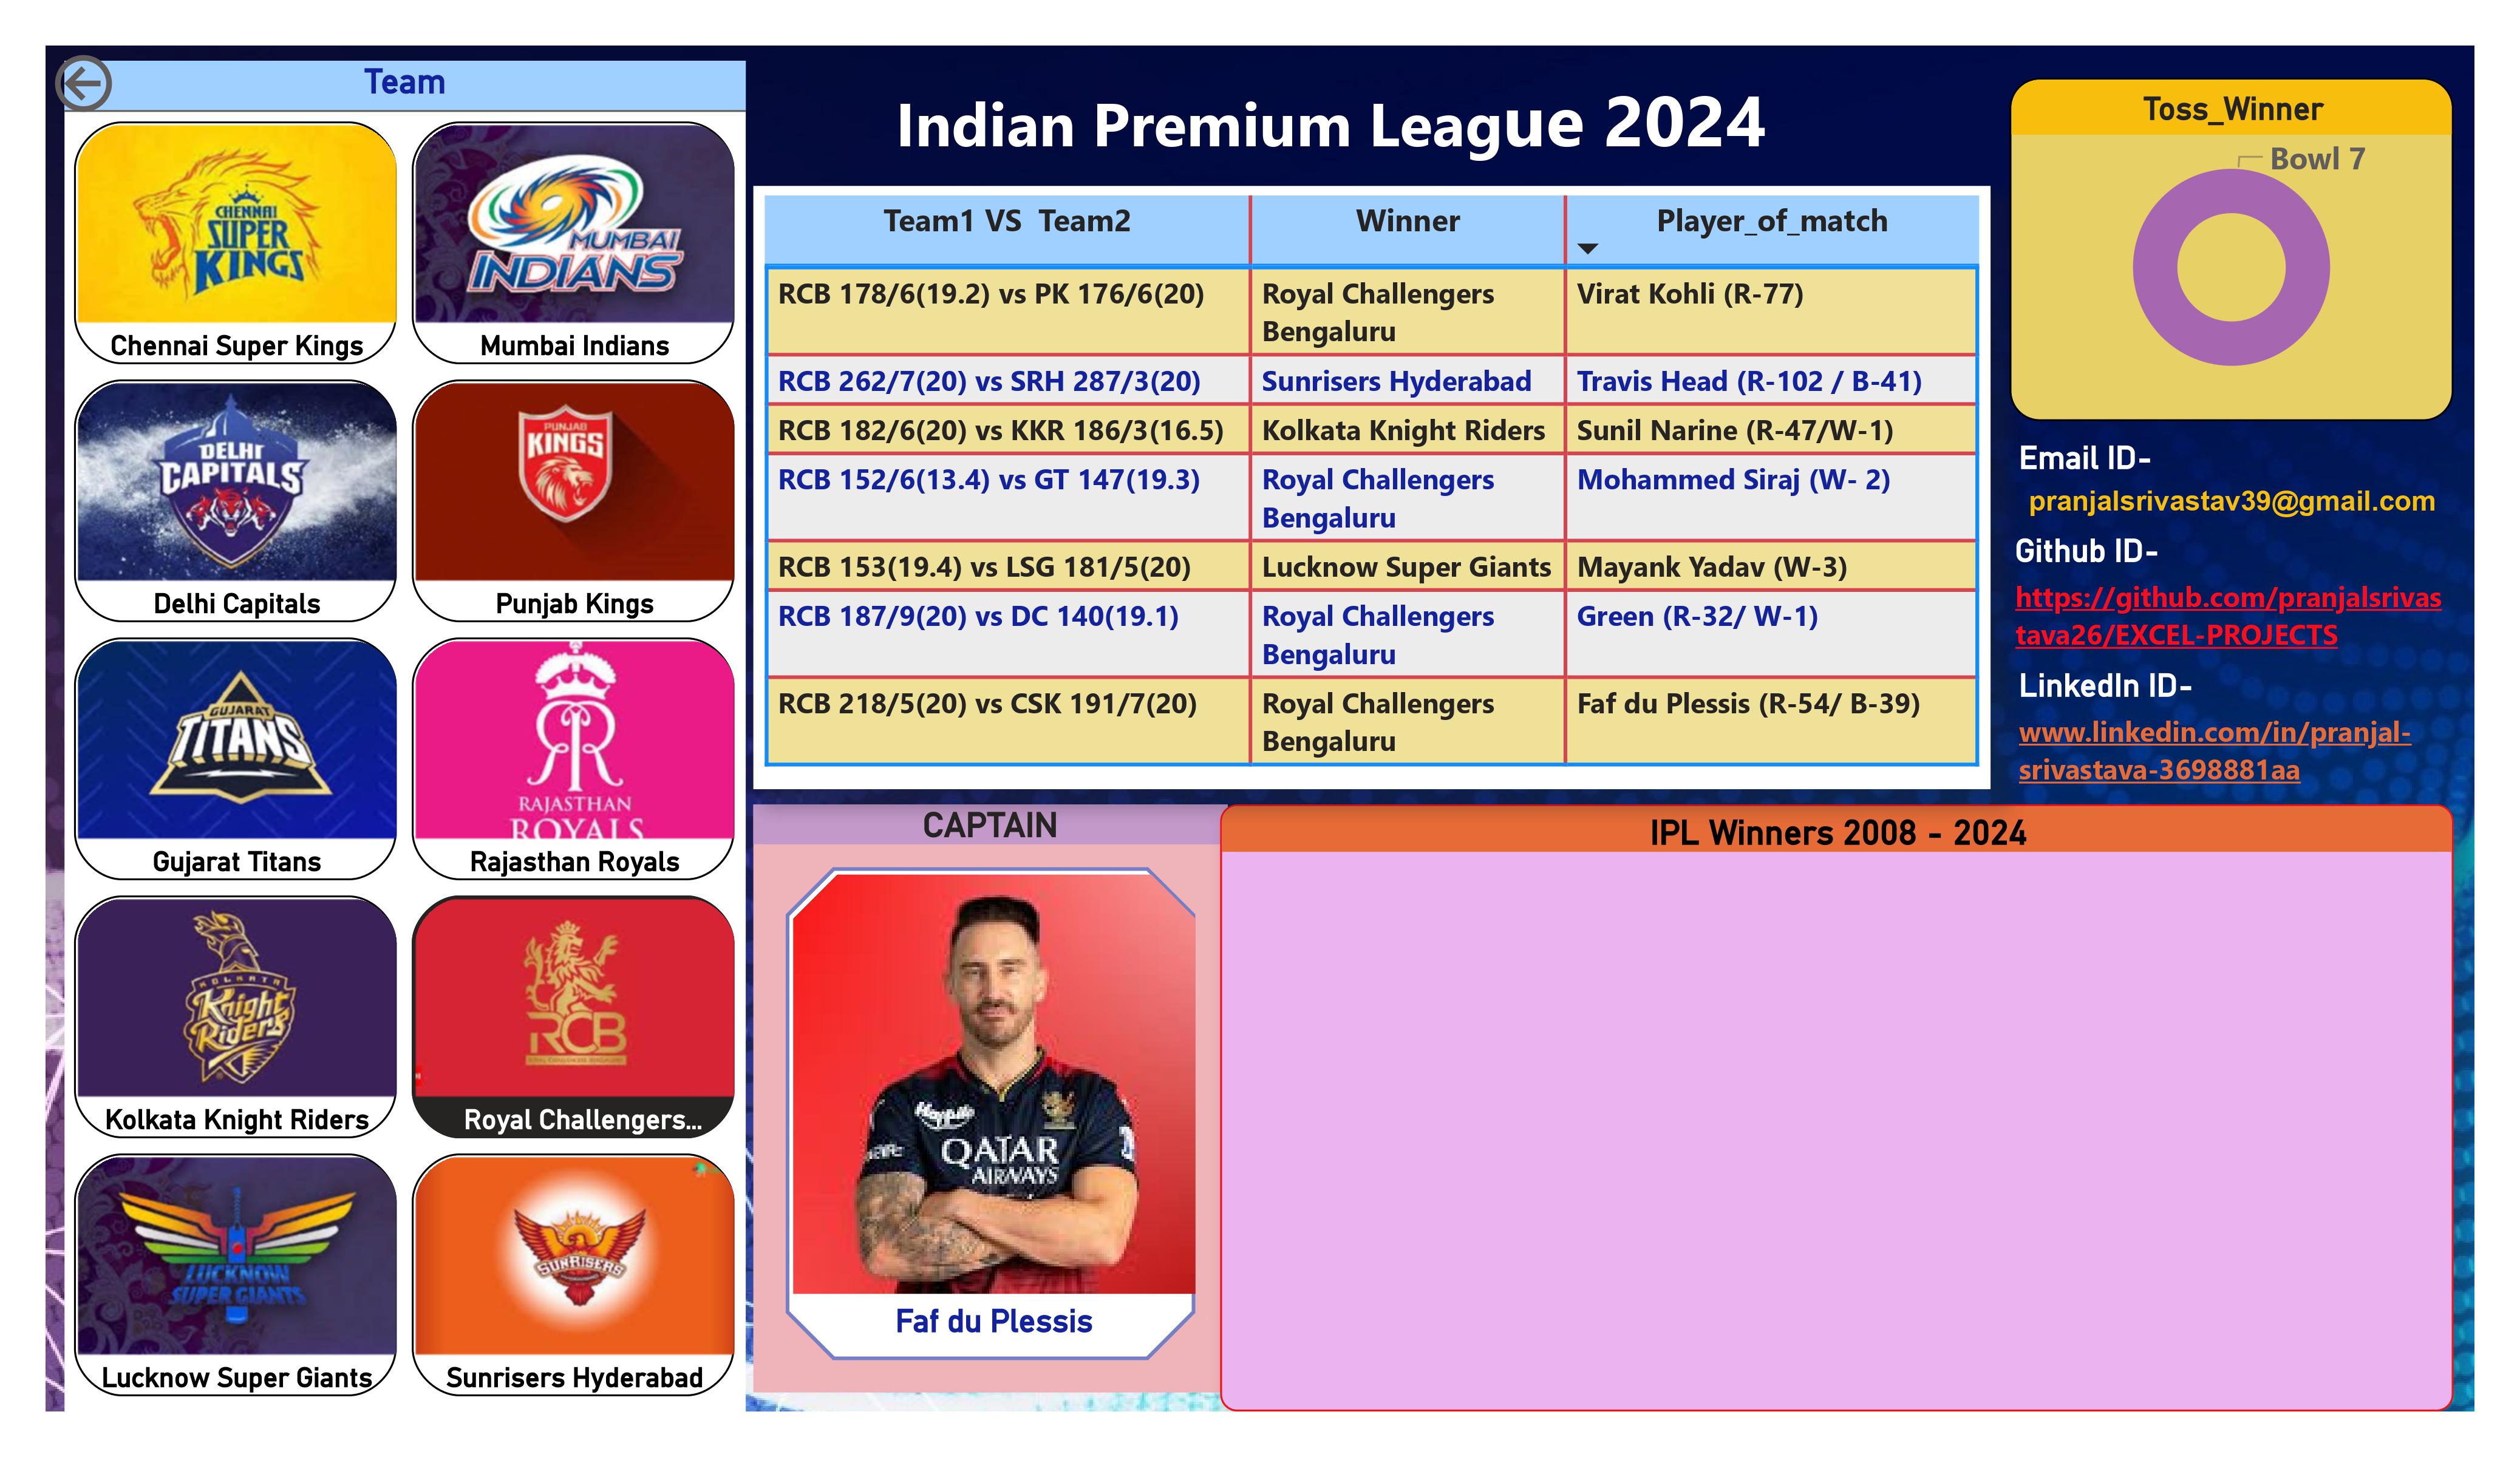 Team
CHENNAI
SUPER
KINGS
Chennai Super Kings
MUMBAI
INDIANS
Mumbai Indians
DELHI
CAPITALS
Delhi Capitals
PUNJAB
KINGS
Punjab Kings
GUJARAT
TITANS
Gujarat Titans
RAJASTHAN
ROYALS
Rajasthan Royals
KOLKATA
Knight
Riders
Kolkata Knight Riders
RCB
Royal Challengers...
LUCKNOW
SUPER GIANTS
Lucknow Super Giants
SUNRISERS
Sunrisers Hyderabad
Indian Premium League 2024
Team1 VS  Team2 Winner Player_of_match
RCB 178/6(19.2) vs PK 176/6(20) Royal Challengers Virat Kohli (R-77)
Bengaluru
RCB 262/7(20) vs SRH 287/3(20) Sunrisers Hyderabad Travis Head (R-102 / B-41)
RCB 182/6(20) vs KKR 186/3(16.5) Kolkata Knight Riders Sunil Narine (R-47/W-1)
RCB 152/6(13.4) vs GT 147(19.3) Royal Challengers Mohammed Siraj (W- 2)
Bengaluru
RCB 153(19.4) vs LSG 181/5(20) Lucknow Super Giants Mayank Yadav (W-3)
RCB 187/9(20) vs DC 140(19.1) Royal Challengers Green (R-32/ W-1)
Bengaluru
RCB 218/5(20) vs CSK 191/7(20) Royal Challengers Faf du Plessis (R-54/ B-39)
Bengaluru
Toss_Winner
Bowl 7
Email ID-
pranjalsrivastav39@gmail.com
Github ID-
https://github.com/pranjalsrivas
tava26/EXCEL-PROJECTS
LinkedIn ID-
www.linkedin.com/in/pranjal-
srivastava-3698881aa
CAPTAIN
QATAR
AIRWAYS
Faf du Plessis
IPL Winners 2008 - 2024